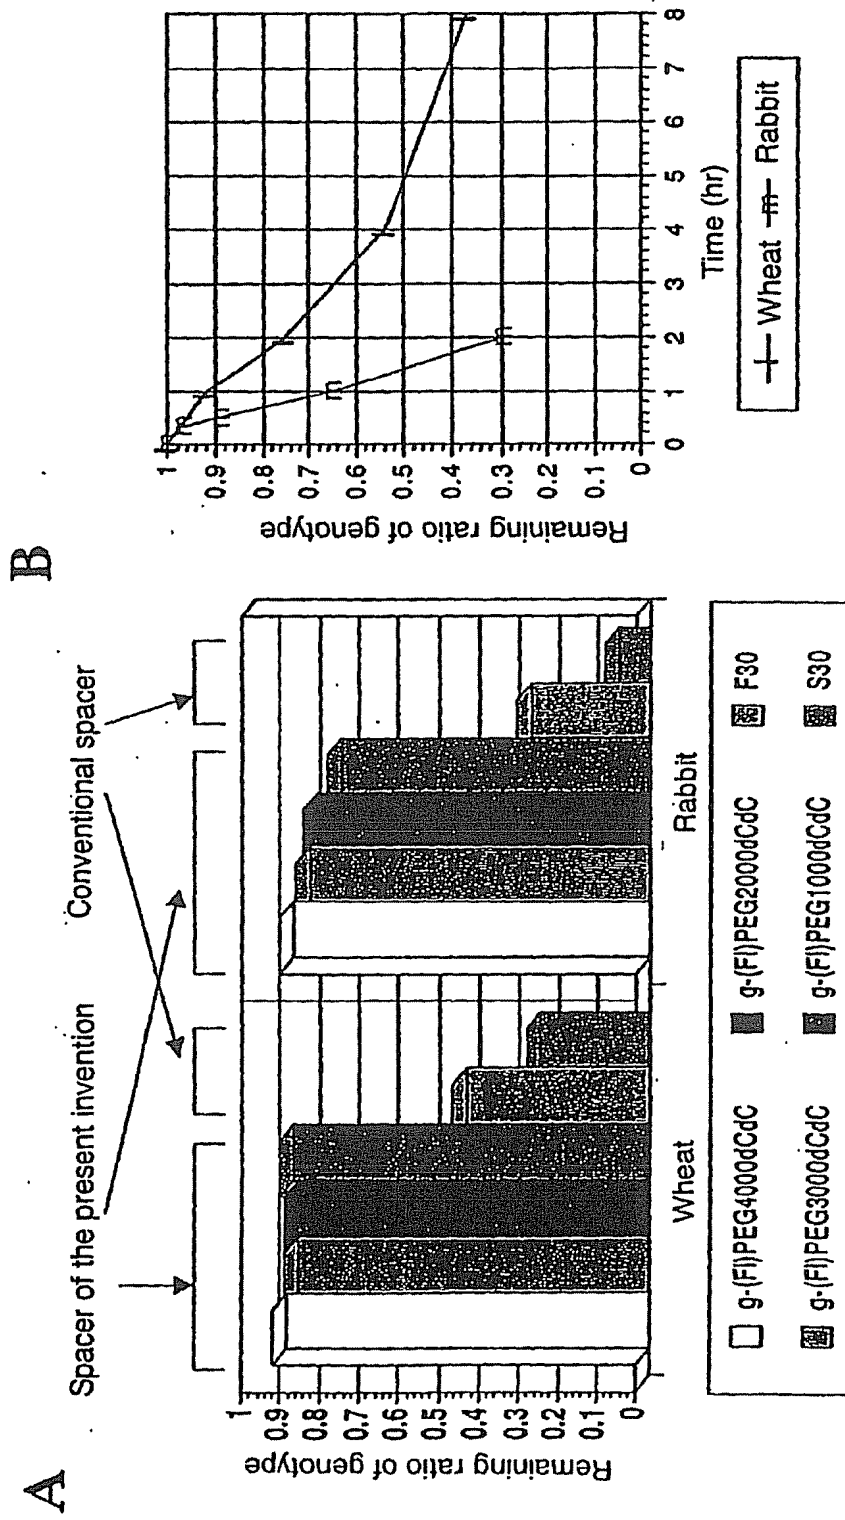 A
Spacer of the present invention
Conventional spacer
Remaining ratio of genotype
1
0.9
0.8
0.7
0.6
0.5
0.4
0.3
0.2
0.1
0
Wheat
Rabbit
g-(Fl)PEG4000dCdC
g-(Fl)PEG2000dCdC
F30
g-(Fl)PEG3000dCdC
g-(Fl)PEG1000dCdC
S30
B
Remaining ratio of genotype
1
0.9
0.8
0.7
0.6
0.5
0.4
0.3
0.2
0.1
0
0 1 2 3 4 5 6 7 8
Time (hr)
Wheat
Rabbit